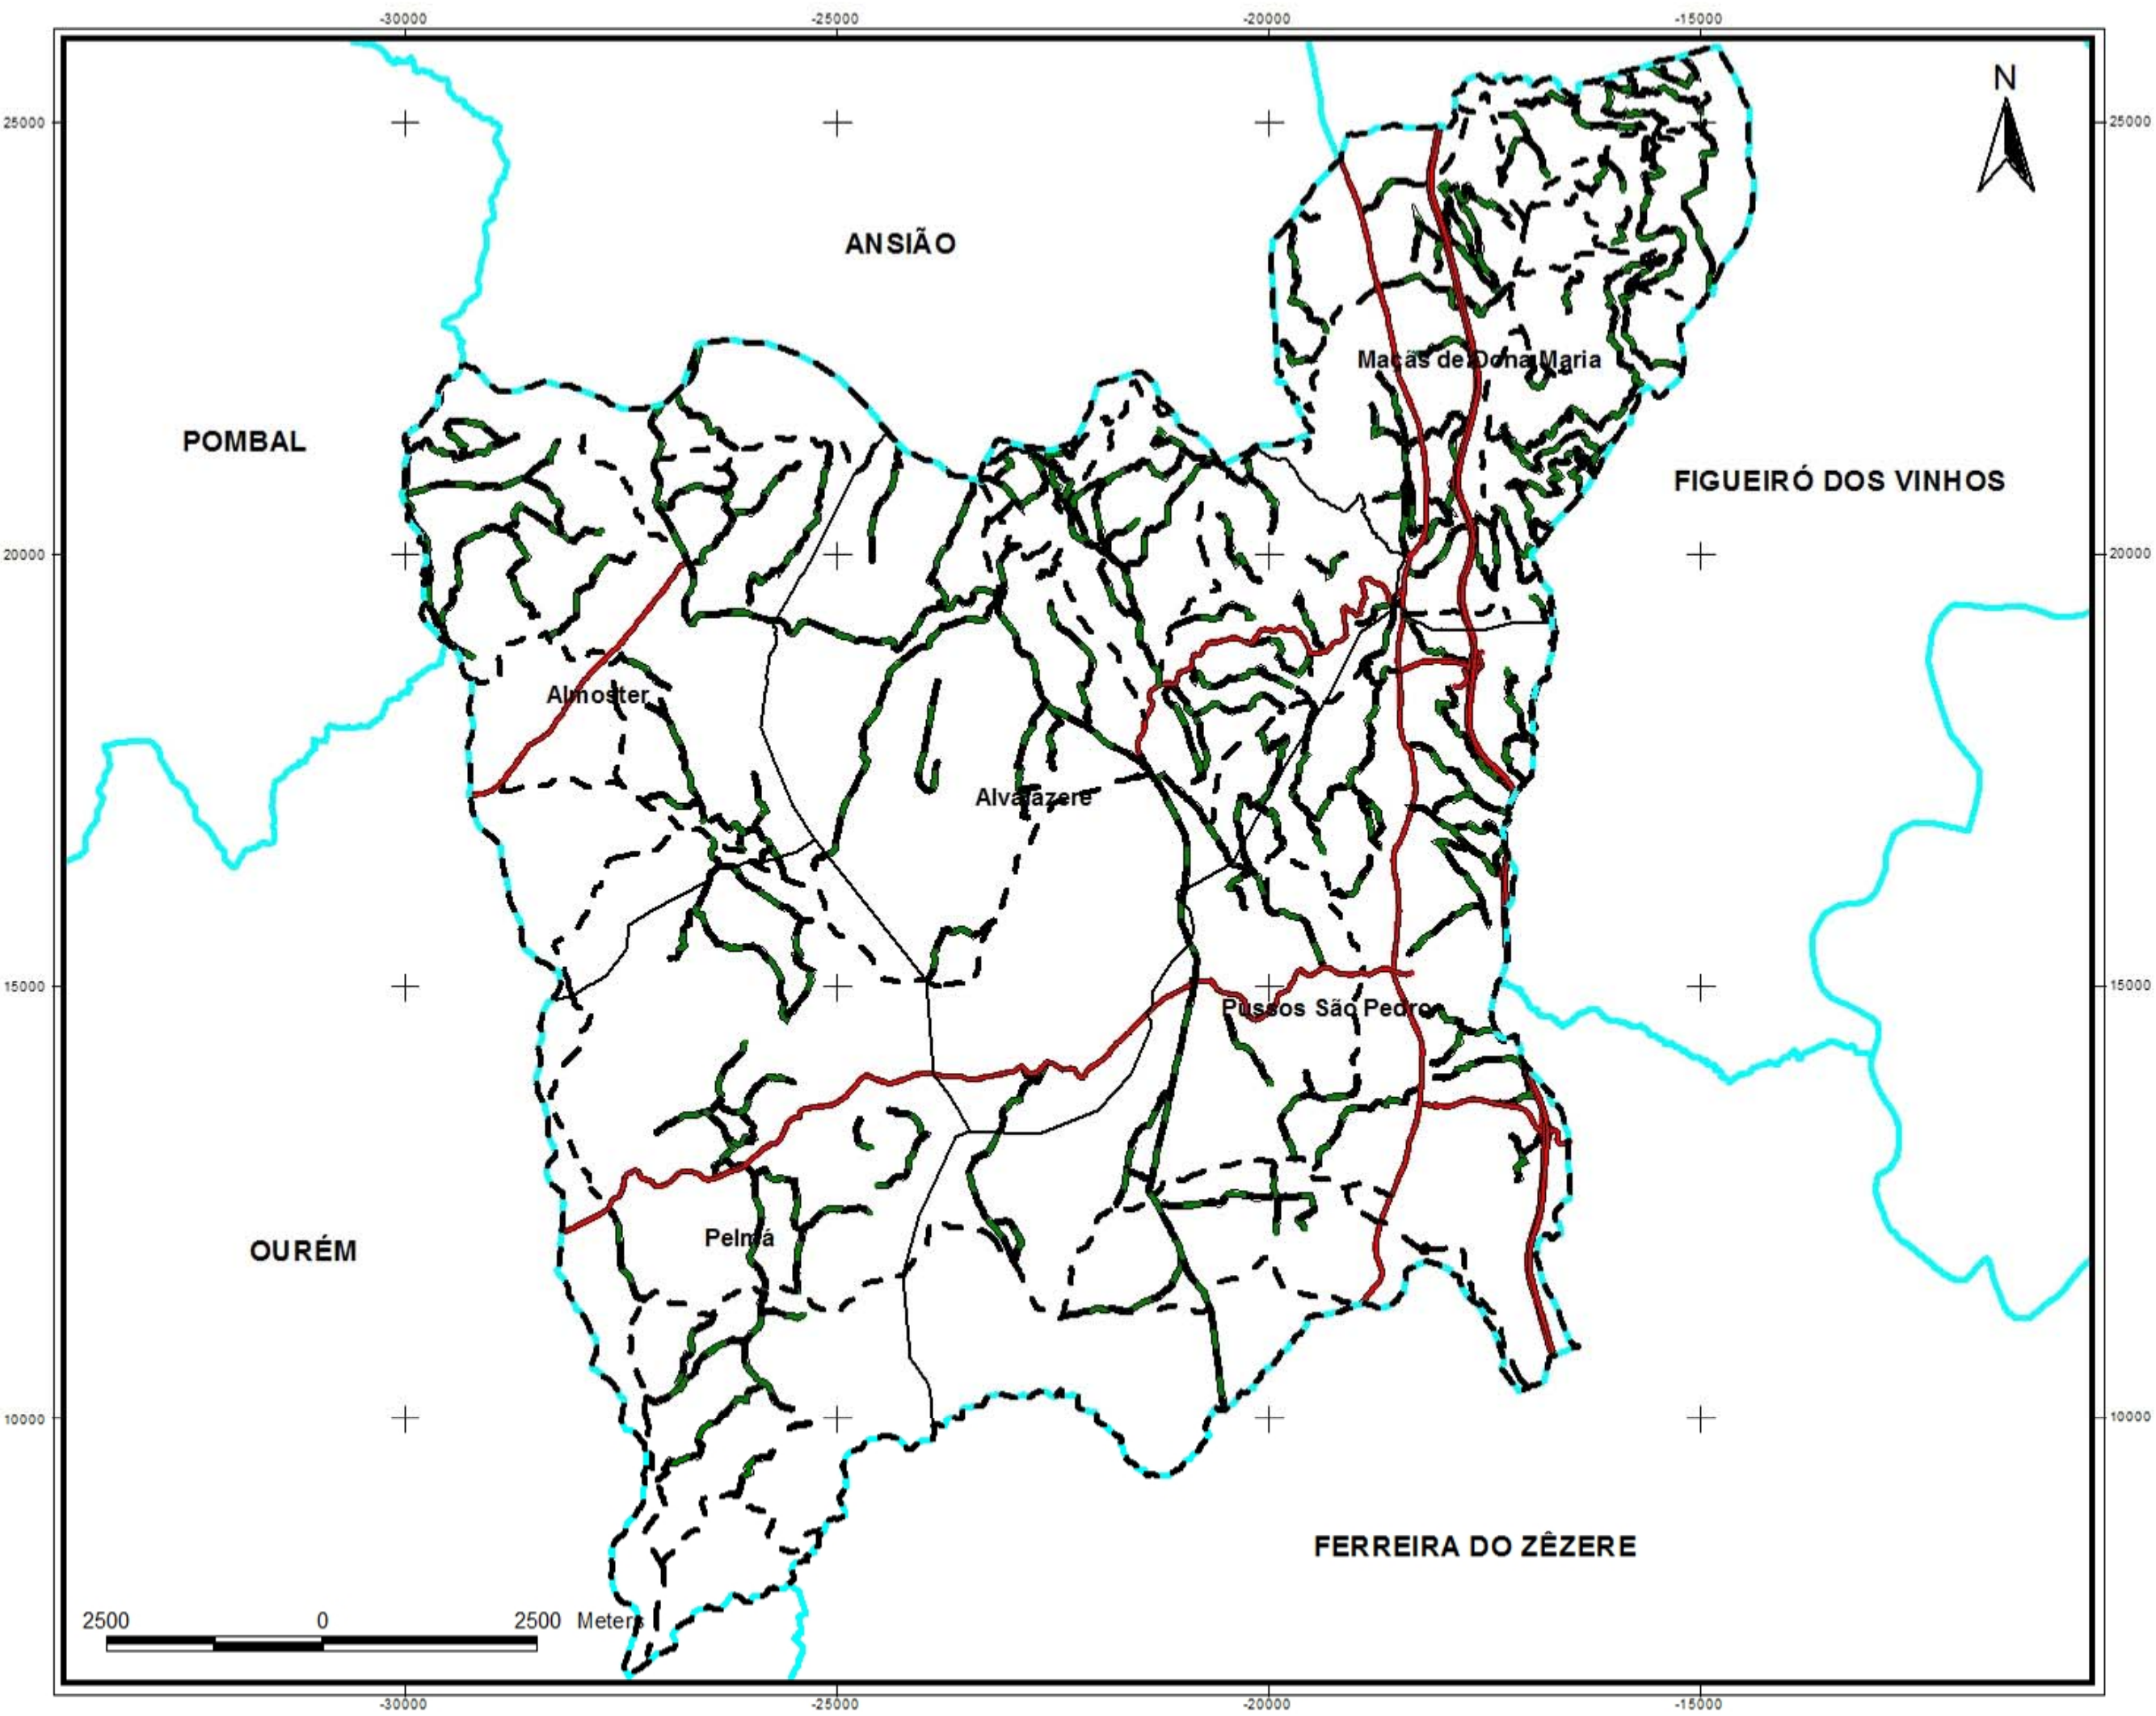 -30000 -25000 -20000 -15000
N
25000 25000
ANSIÃO
Maçãs de Dona Maria
POMBAL
FIGUEIRÓ DOS VINHOS
20000 20000
Almoster
Alvaiázere
15000 15000
Pussos São Pedro
Pelmá
OURÉM
10000 10000
FERREIRA DO ZÊZERE
2500 0 2500 Meters
-30000 -25000 -20000 -15000